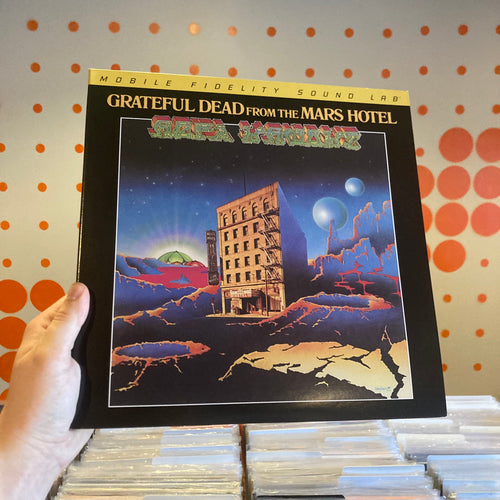 MOBILE FIDELITY SOUND LAB
GRATEFUL DEAD FROM THE MARS HOTEL